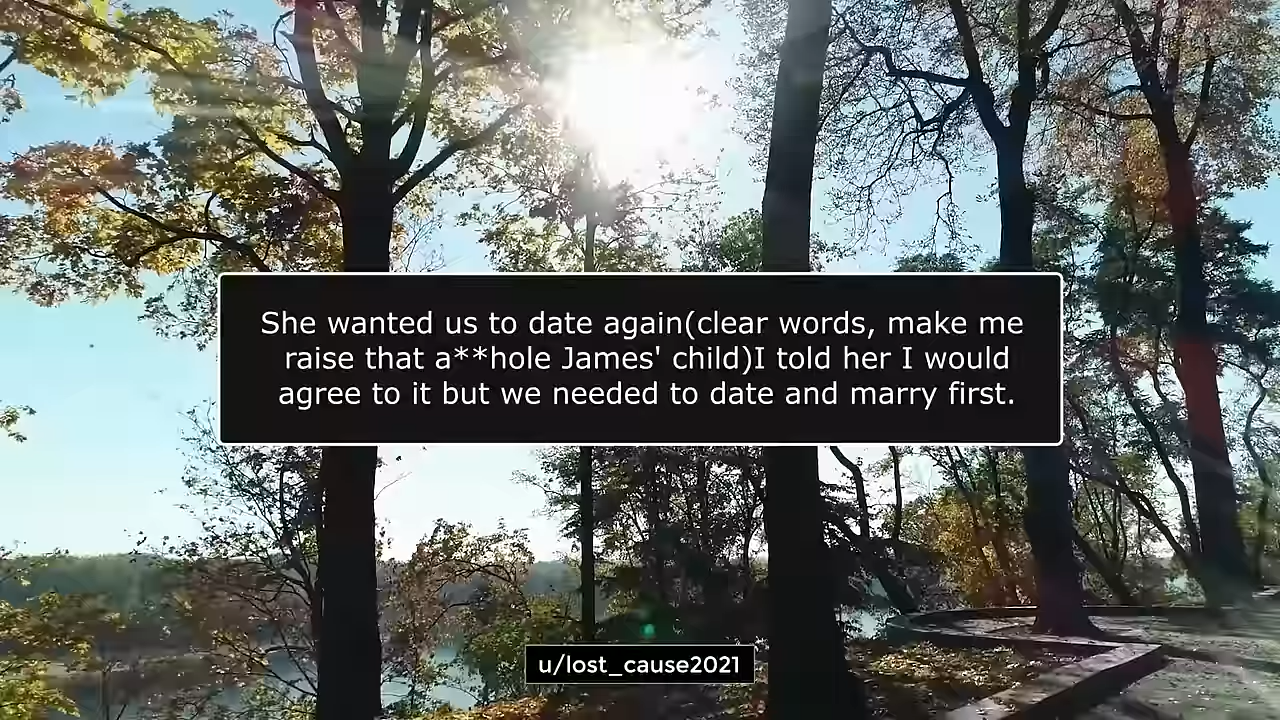 She wanted us to date again(clear words, make me
raise that a**hole James' child)I told her I would
agree to it but we needed to date and marry first.
u/lost_cause2021